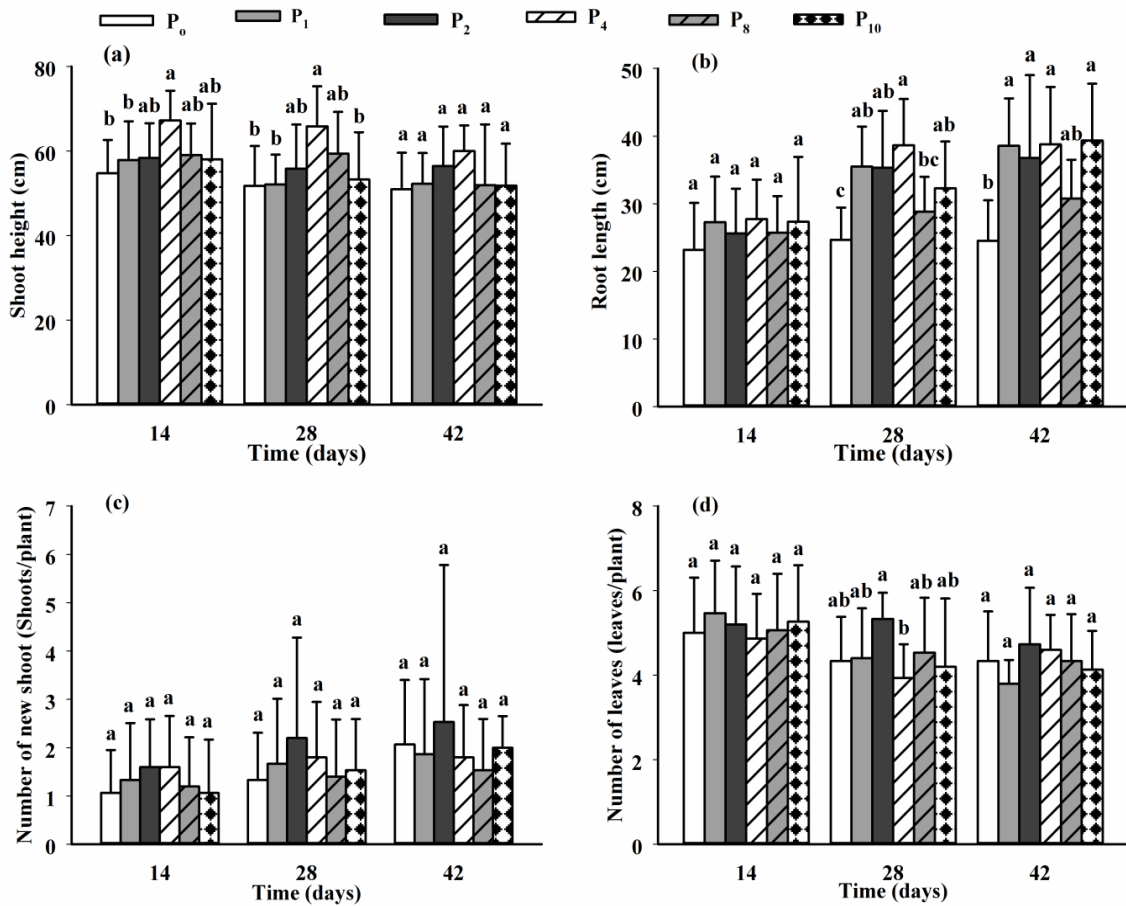 P₀ P₁ P₂ P₄ P₈ P₁₀
(a)
Shoot height (cm)
80
60
40
20
0
b b ab a ab ab
b b ab a ab b
a a a a a a
14 28 42
Time (days)
(b)
Root length (cm)
50
40
30
20
10
0
a a a a a a
c ab ab a bc ab
b a a a ab a
14 28 42
Time (days)
(c)
Number of new shoot (Shoots/plant)
7
6
5
4
3
2
1
0
a a a a a a
a a a a a a
a a a a a a
14 28 42
Time (days)
(d)
Number of leaves (leaves/plant)
8
6
4
2
0
a a a a a a
ab ab a b ab ab
a a a a a a
14 28 42
Time (days)